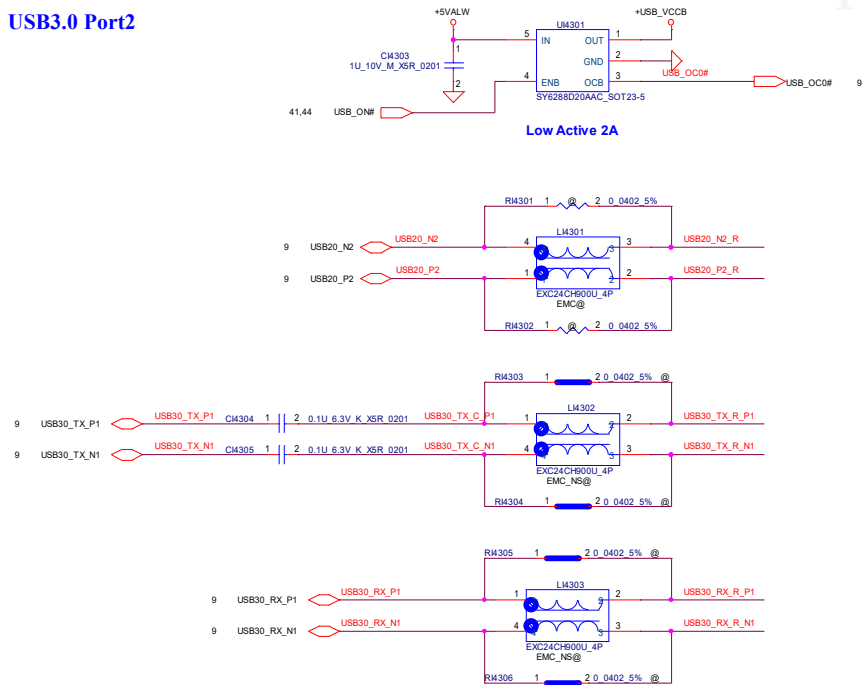 USB3.0 Port2
+5VALW
+USB_VCCB
UI4301
5 IN OUT 1
GND 2
4 ENB OCB 3
SY6288D20AAC_SOT23-5
CI4303
1U_10V_M_X5R_0201
1
2
USB_OC0#
USB_OC0# 9
41,44 USB_ON#
Low Active 2A
RI4301 1 @ 2 0_0402_5%
LI4301
9 USB20_N2 USB20_N2 4 3 3 USB20_N2_R
9 USB20_P2 USB20_P2 1 2 2 USB20_P2_R
EXC24CH900U_4P
EMC@
RI4302 1 @ 2 0_0402_5%
RI4303 1 2 0_0402_5% @
LI4302
9 USB30_TX_P1 USB30_TX_P1 CI4304 1 2 0.1U_6.3V_K_X5R_0201 USB30_TX_C_P1 1 2 2 USB30_TX_R_P1
9 USB30_TX_N1 USB30_TX_N1 CI4305 1 2 0.1U_6.3V_K_X5R_0201 USB30_TX_C_N1 4 3 3 USB30_TX_R_N1
EXC24CH900U_4P
EMC_NS@
RI4304 1 2 0_0402_5% @
RI4305 1 2 0_0402_5% @
LI4303
9 USB30_RX_P1 USB30_RX_P1 1 2 2 USB30_RX_R_P1
9 USB30_RX_N1 USB30_RX_N1 4 3 3 USB30_RX_R_N1
EXC24CH900U_4P
EMC_NS@
RI4306 1 2 0_0402_5% @